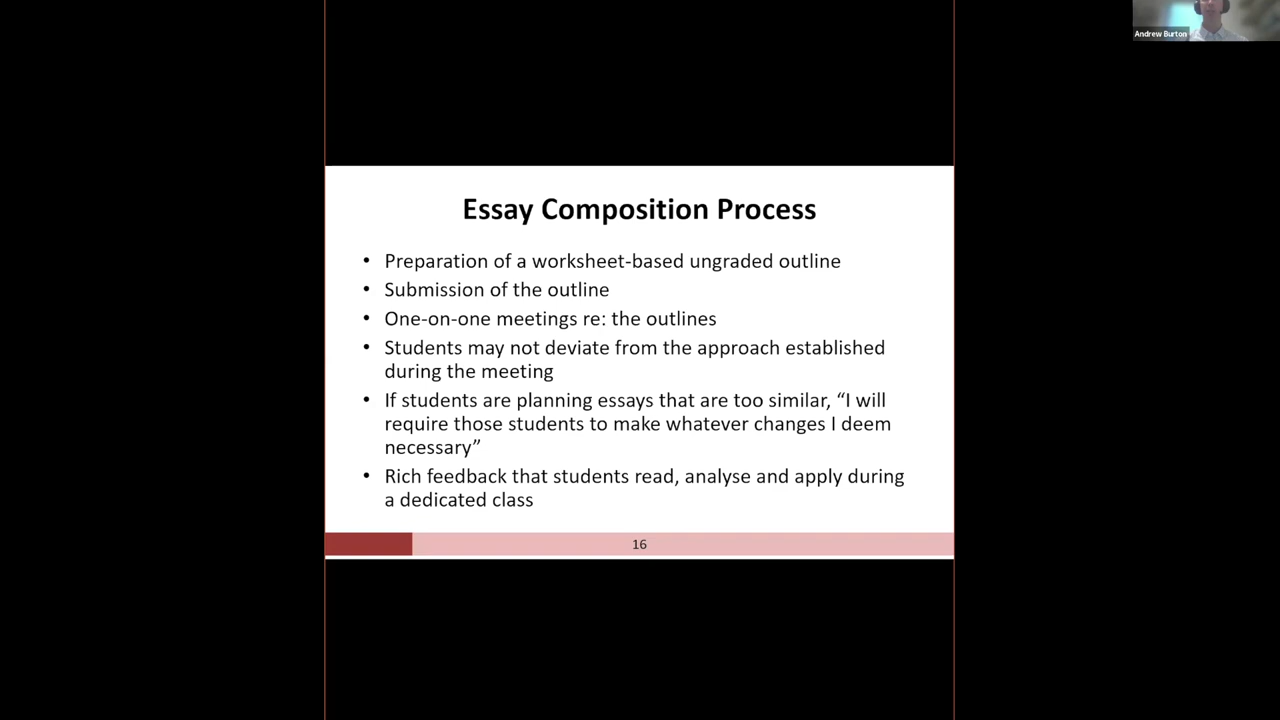 Andrew Burton
Essay Composition Process
• Preparation of a worksheet-based ungraded outline
• Submission of the outline
• One-on-one meetings re: the outlines
• Students may not deviate from the approach established
during the meeting
• If students are planning essays that are too similar, “I will
require those students to make whatever changes I deem
necessary”
• Rich feedback that students read, analyse and apply during
a dedicated class
16